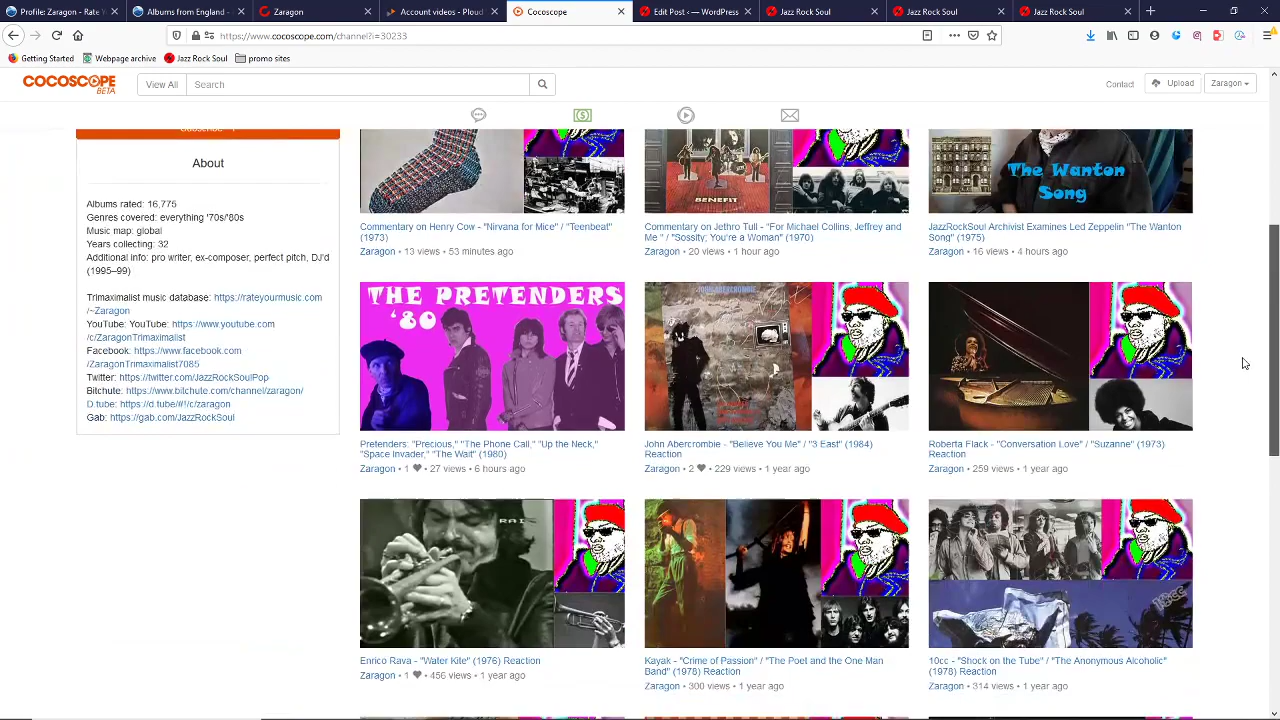 Profile: Zaragon - Rate Y
Albums from England -
Zaragon
Account videos - Ploud
Cocoscope
Edit Post ‹ — WordPress
Jazz Rock Soul
Jazz Rock Soul
Jazz Rock Soul
https://www.cocoscope.com/channel?i=30233
Getting Started
Webpage archive
Jazz Rock Soul
promo sites
COCOSCOPE
BETA
View All
Search
Contact
Upload
Zaragon
About
Albums rated: 16,775
Genres covered: everything '70s/'80s
Music map: global
Years collecting: 32
Additional info: pro writer, ex-composer, perfect pitch, DJ'd
(1995–99)
Trimaximalist music database: https://rateyourmusic.com
/~Zaragon
YouTube: YouTube: https://www.youtube.com
/c/ZaragonTrimaximalist
Facebook: https://www.facebook.com
/ZaragonTrimaximalist7085
Twitter: https://twitter.com/JazzRockSoulPop
Bitchute: https://www.bitchute.com/channel/zaragon/
D.tube: https://d.tube/#!/c/zaragon
Gab: https://gab.com/JazzRockSoul
BENEFIT
The Wanton
Song
Commentary on Henry Cow - "Nirvana for Mice" / "Teenbeat"
(1973)
Zaragon • 13 views • 53 minutes ago
Commentary on Jethro Tull - "For Michael Collins, Jeffrey and
Me " / "Sossity; You're a Woman" (1970)
Zaragon • 20 views • 1 hour ago
JazzRockSoul Archivist Examines Led Zeppelin "The Wanton
Song" (1975)
Zaragon • 16 views • 4 hours ago
THE PRETENDERS
'80
Pretenders: "Precious," "The Phone Call," "Up the Neck,"
"Space Invader," "The Wait" (1980)
Zaragon • 1 ♥ • 27 views • 6 hours ago
John Abercrombie - "Believe You Me" / "3 East" (1984)
Reaction
Zaragon • 2 ♥ • 229 views • 1 year ago
Roberta Flack - "Conversation Love" / "Suzanne" (1973)
Reaction
Zaragon • 259 views • 1 year ago
RAI
10cc
Enrico Rava - "Water Kite" (1976) Reaction
Zaragon • 1 ♥ • 456 views • 1 year ago
Kayak - "Crime of Passion" / "The Poet and the One Man
Band" (1978) Reaction
Zaragon • 300 views • 1 year ago
10cc - "Shock on the Tube" / "The Anonymous Alcoholic"
(1978) Reaction
Zaragon • 314 views • 1 year ago